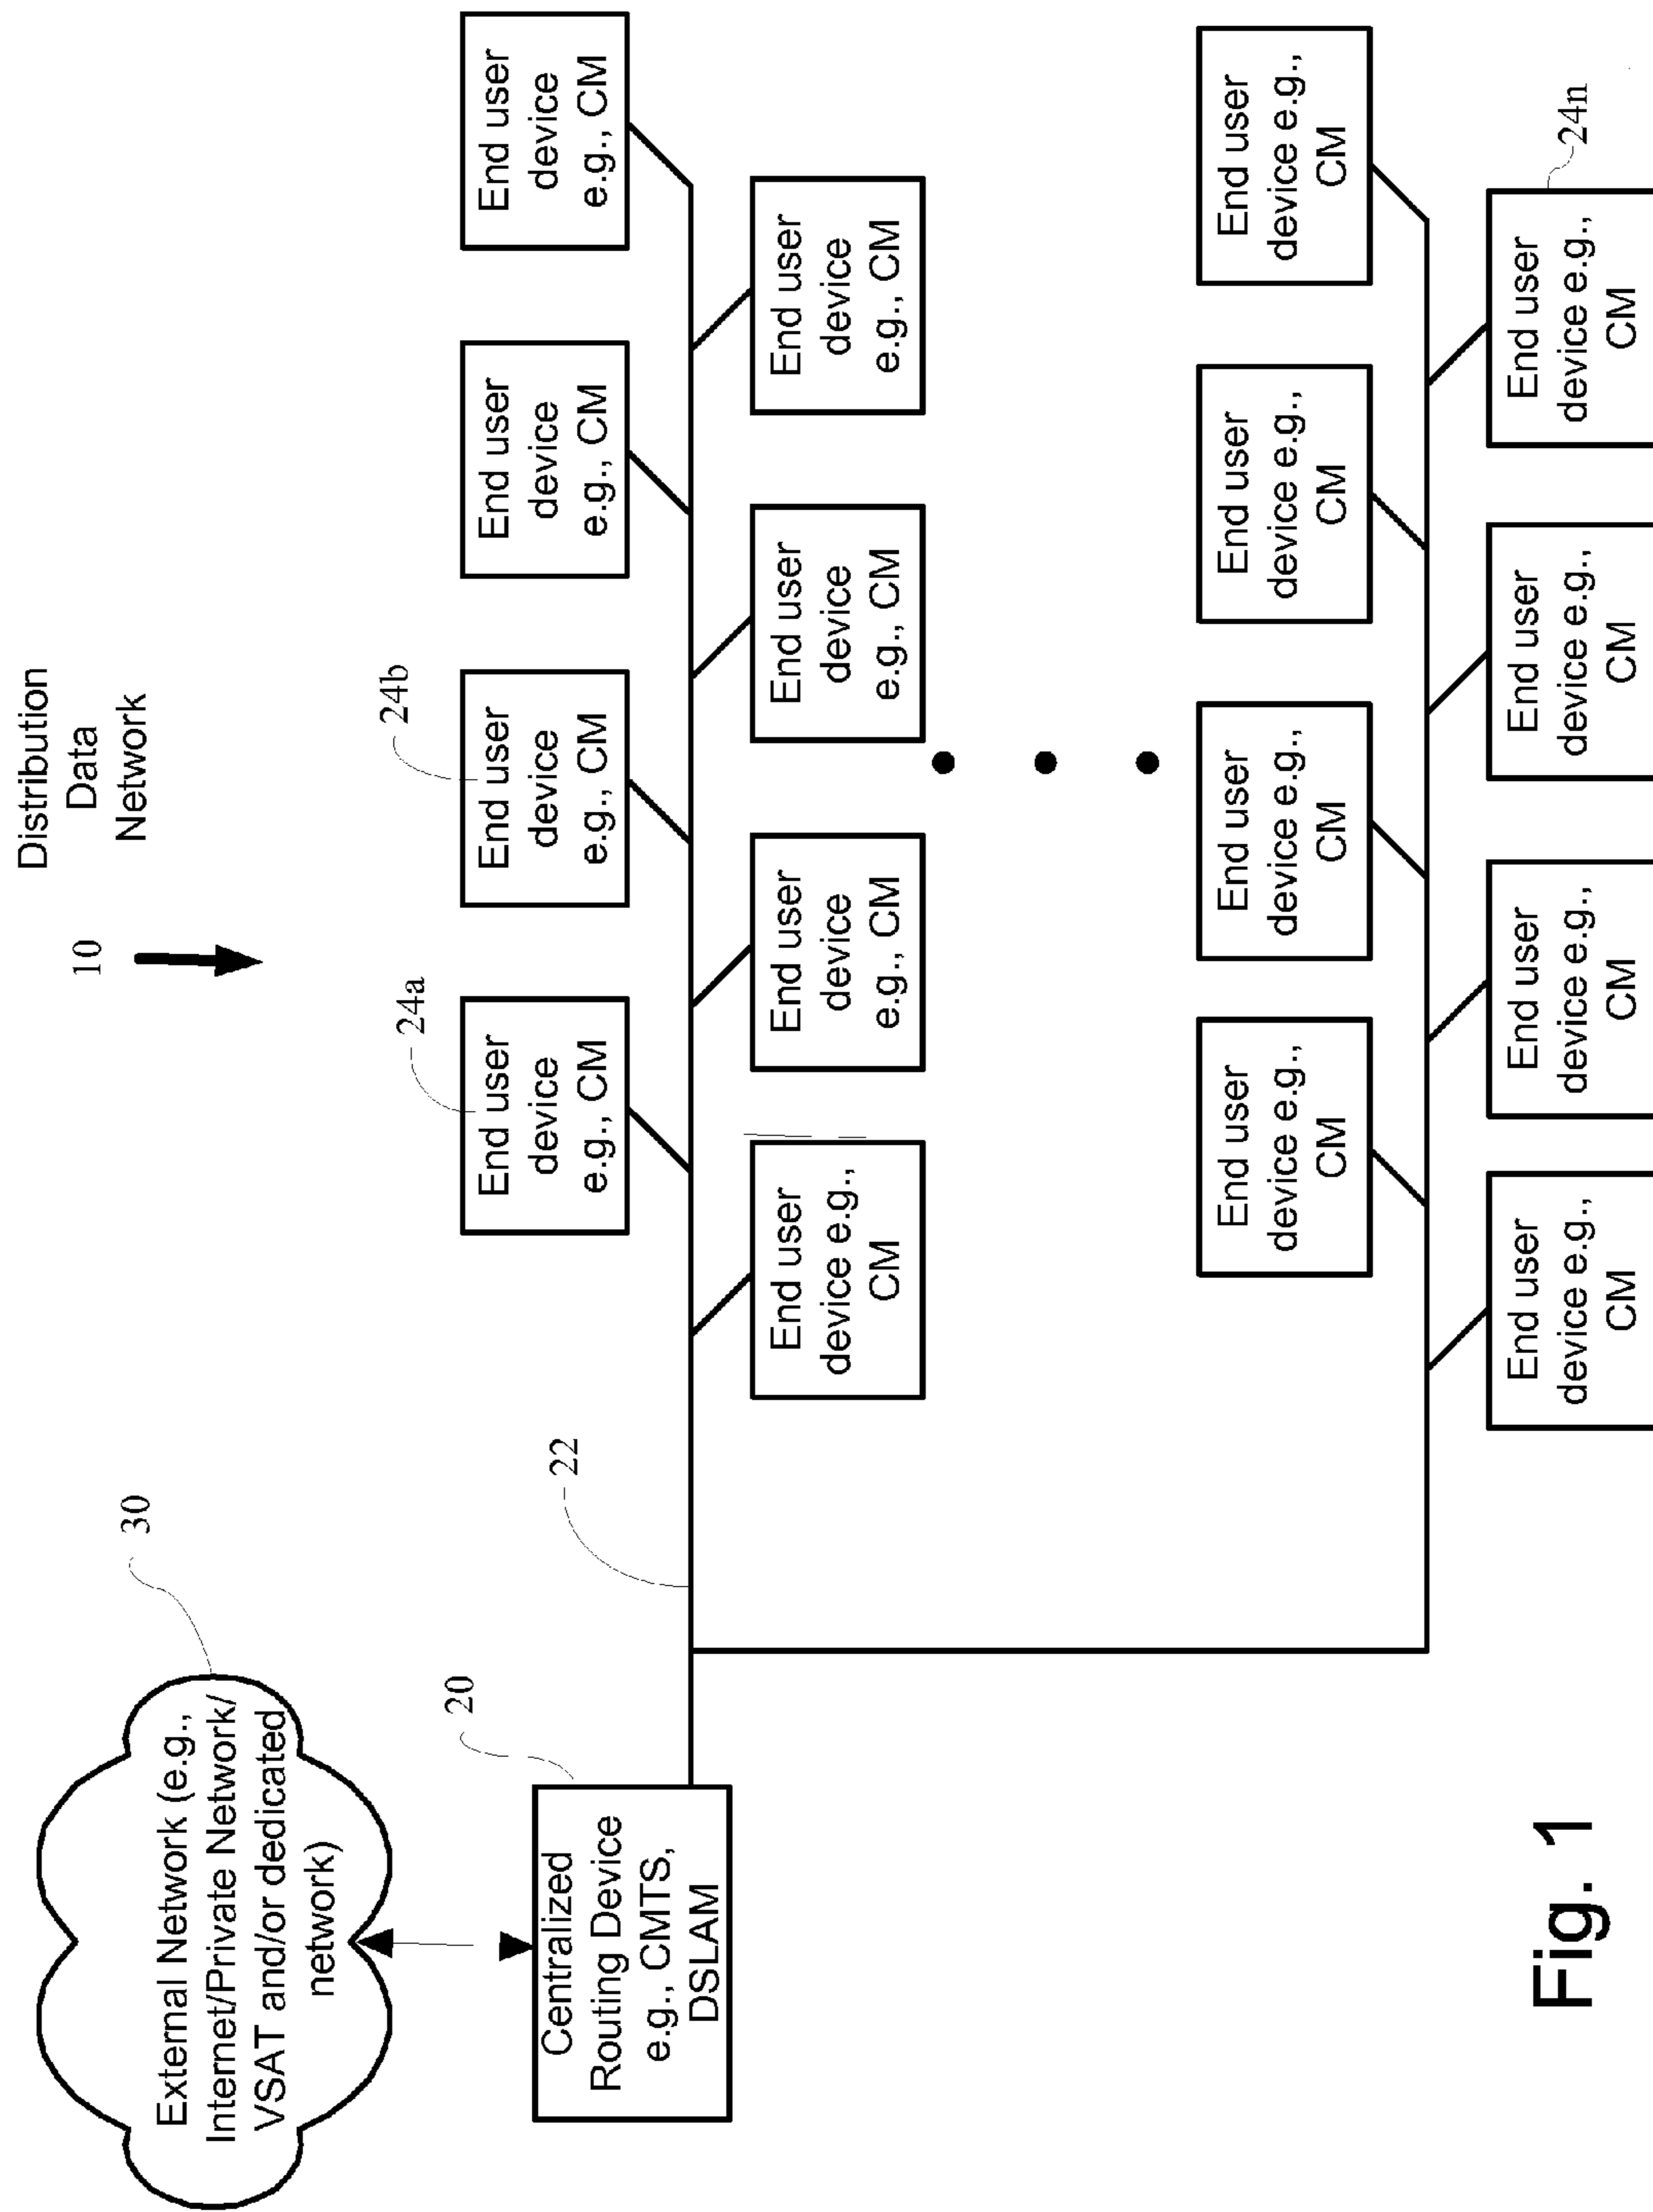 Distribution
Data
Network
10
External Network (e.g.,
Internet/Private Network/
VSAT and/or dedicated
network)
30
Centralized
Routing Device
e.g., CMTS,
DSLAM
20
22
24a
24b
End user
device
e.g., CM
End user
device
e.g., CM
End user
device
e.g., CM
End user
device
e.g., CM
End user
device e.g.,
CM
End user
device
e.g., CM
End user
device
e.g., CM
End user
device
e.g., CM
End user
device e.g.,
CM
End user
device e.g.,
CM
End user
device e.g.,
CM
End user
device e.g.,
CM
End user
device e.g.,
CM
End user
device e.g.,
CM
End user
device e.g.,
CM
End user
device e.g.,
CM
24n
Fig. 1